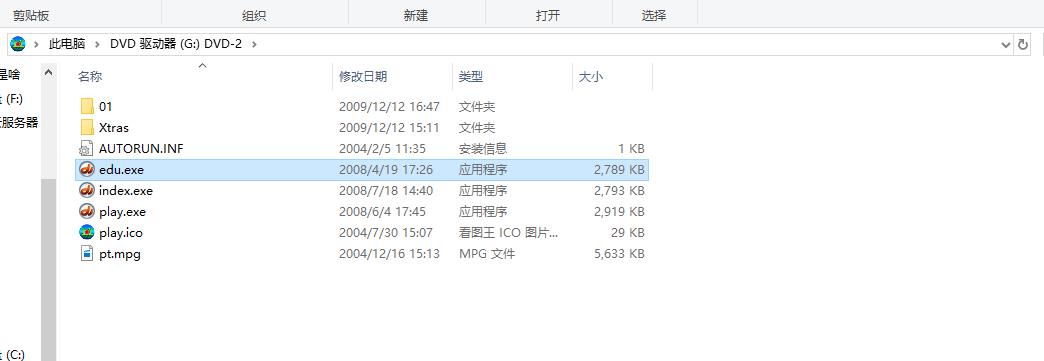 剪贴板 组织 新建 打开 选择
此电脑 DVD 驱动器 (G:) DVD-2
是啥
(F:)
云服务器
(C:)
名称 修改日期 类型 大小
01 2009/12/12 16:47 文件夹
Xtras 2009/12/12 15:11 文件夹
AUTORUN.INF 2004/2/5 11:35 安装信息 1 KB
edu.exe 2008/4/19 17:26 应用程序 2,789 KB
index.exe 2008/7/18 14:40 应用程序 2,793 KB
play.exe 2008/6/4 17:45 应用程序 2,919 KB
play.ico 2004/7/30 15:07 看图王 ICO 图片... 29 KB
pt.mpg 2004/12/16 15:13 MPG 文件 5,633 KB